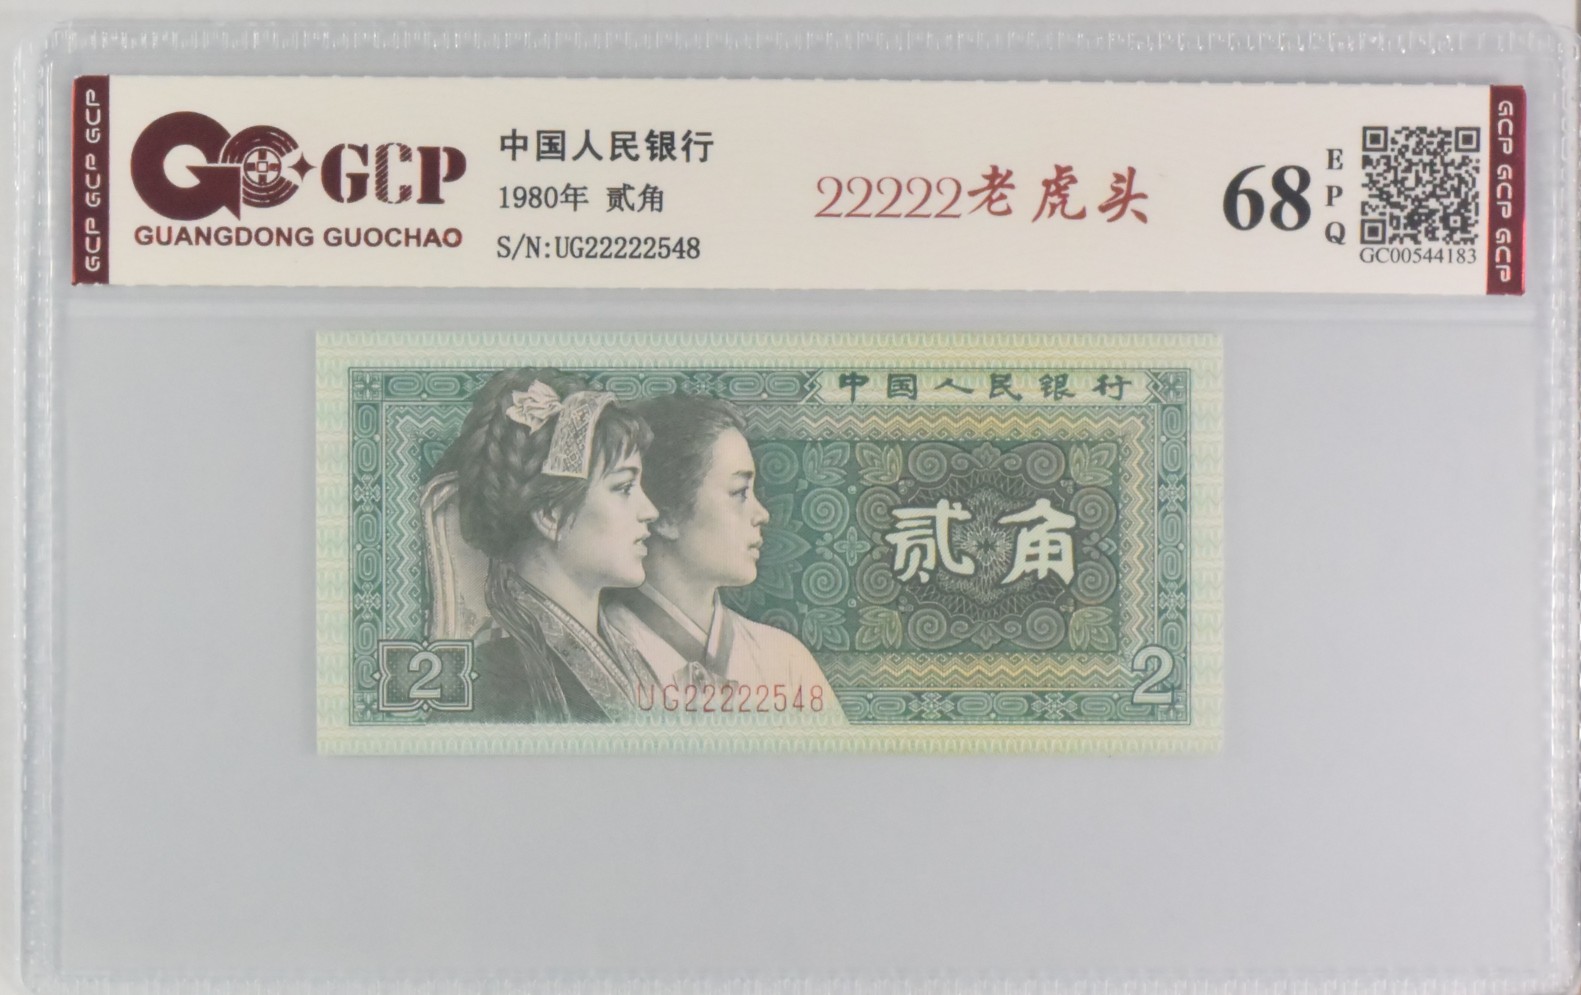 GCP GCP GCP
GCP
GUANGDONG GUOCHAO
中国人民银行
1980年 贰角
S/N:UG22222548
22222老虎头
68
EPQ
GC00544183
GCP GCP GCP
中国人民银行
贰角
2
2
UG22222548